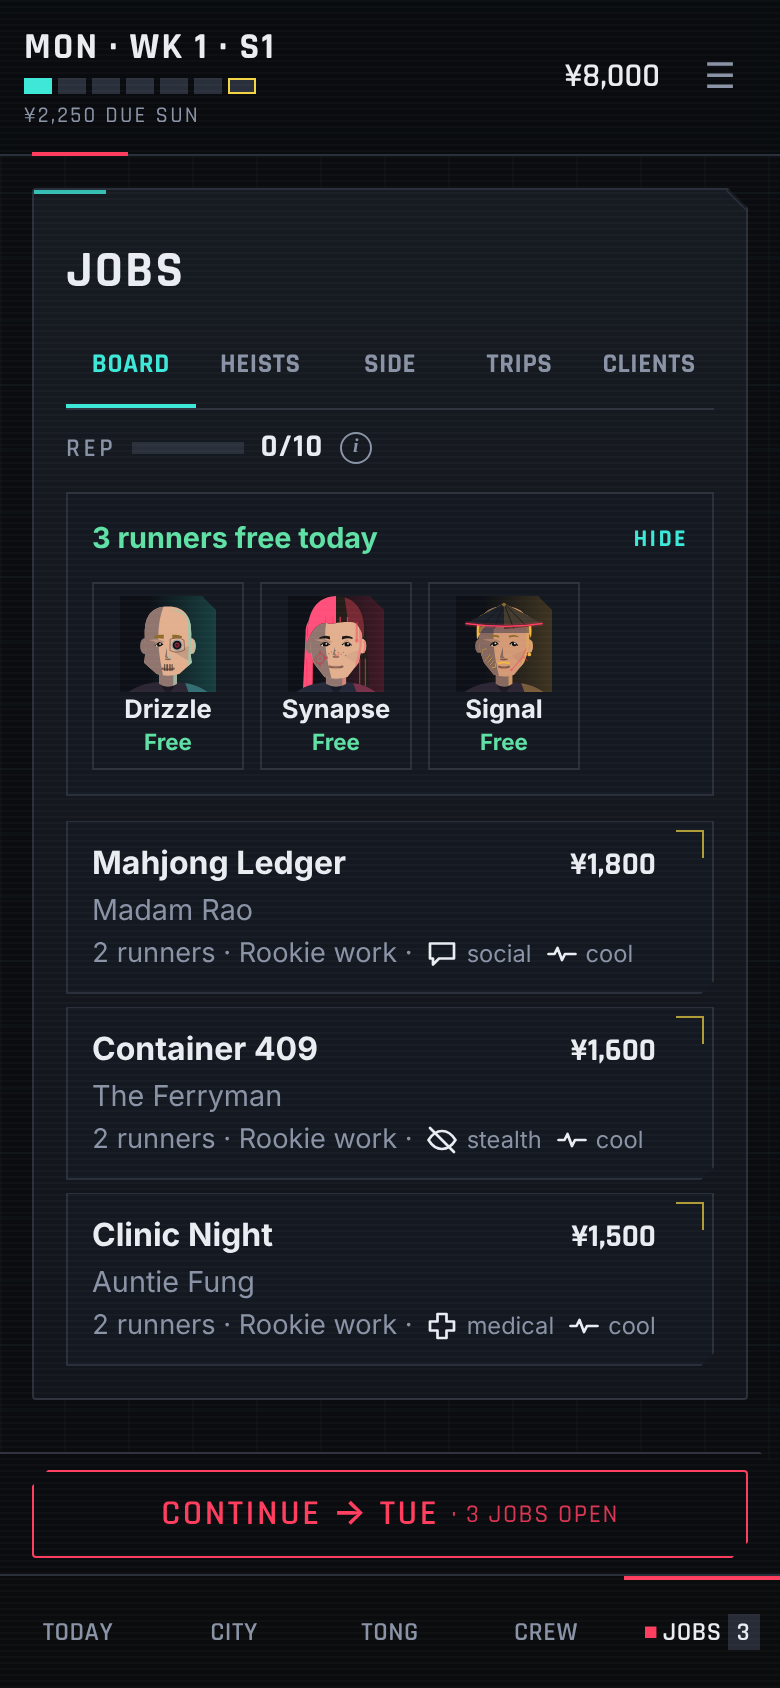 MON · WK 1 · S1
¥8,000
¥2,250 DUE SUN
JOBS
BOARD HEISTS SIDE TRIPS CLIENTS
REP 0/10 i
3 runners free today HIDE
Drizzle Synapse Signal
Free Free Free
Mahjong Ledger ¥1,800
Madam Rao
2 runners · Rookie work · social cool
Container 409 ¥1,600
The Ferryman
2 runners · Rookie work · stealth cool
Clinic Night ¥1,500
Auntie Fung
2 runners · Rookie work · medical cool
CONTINUE → TUE · 3 JOBS OPEN
TODAY CITY TONG CREW JOBS 3